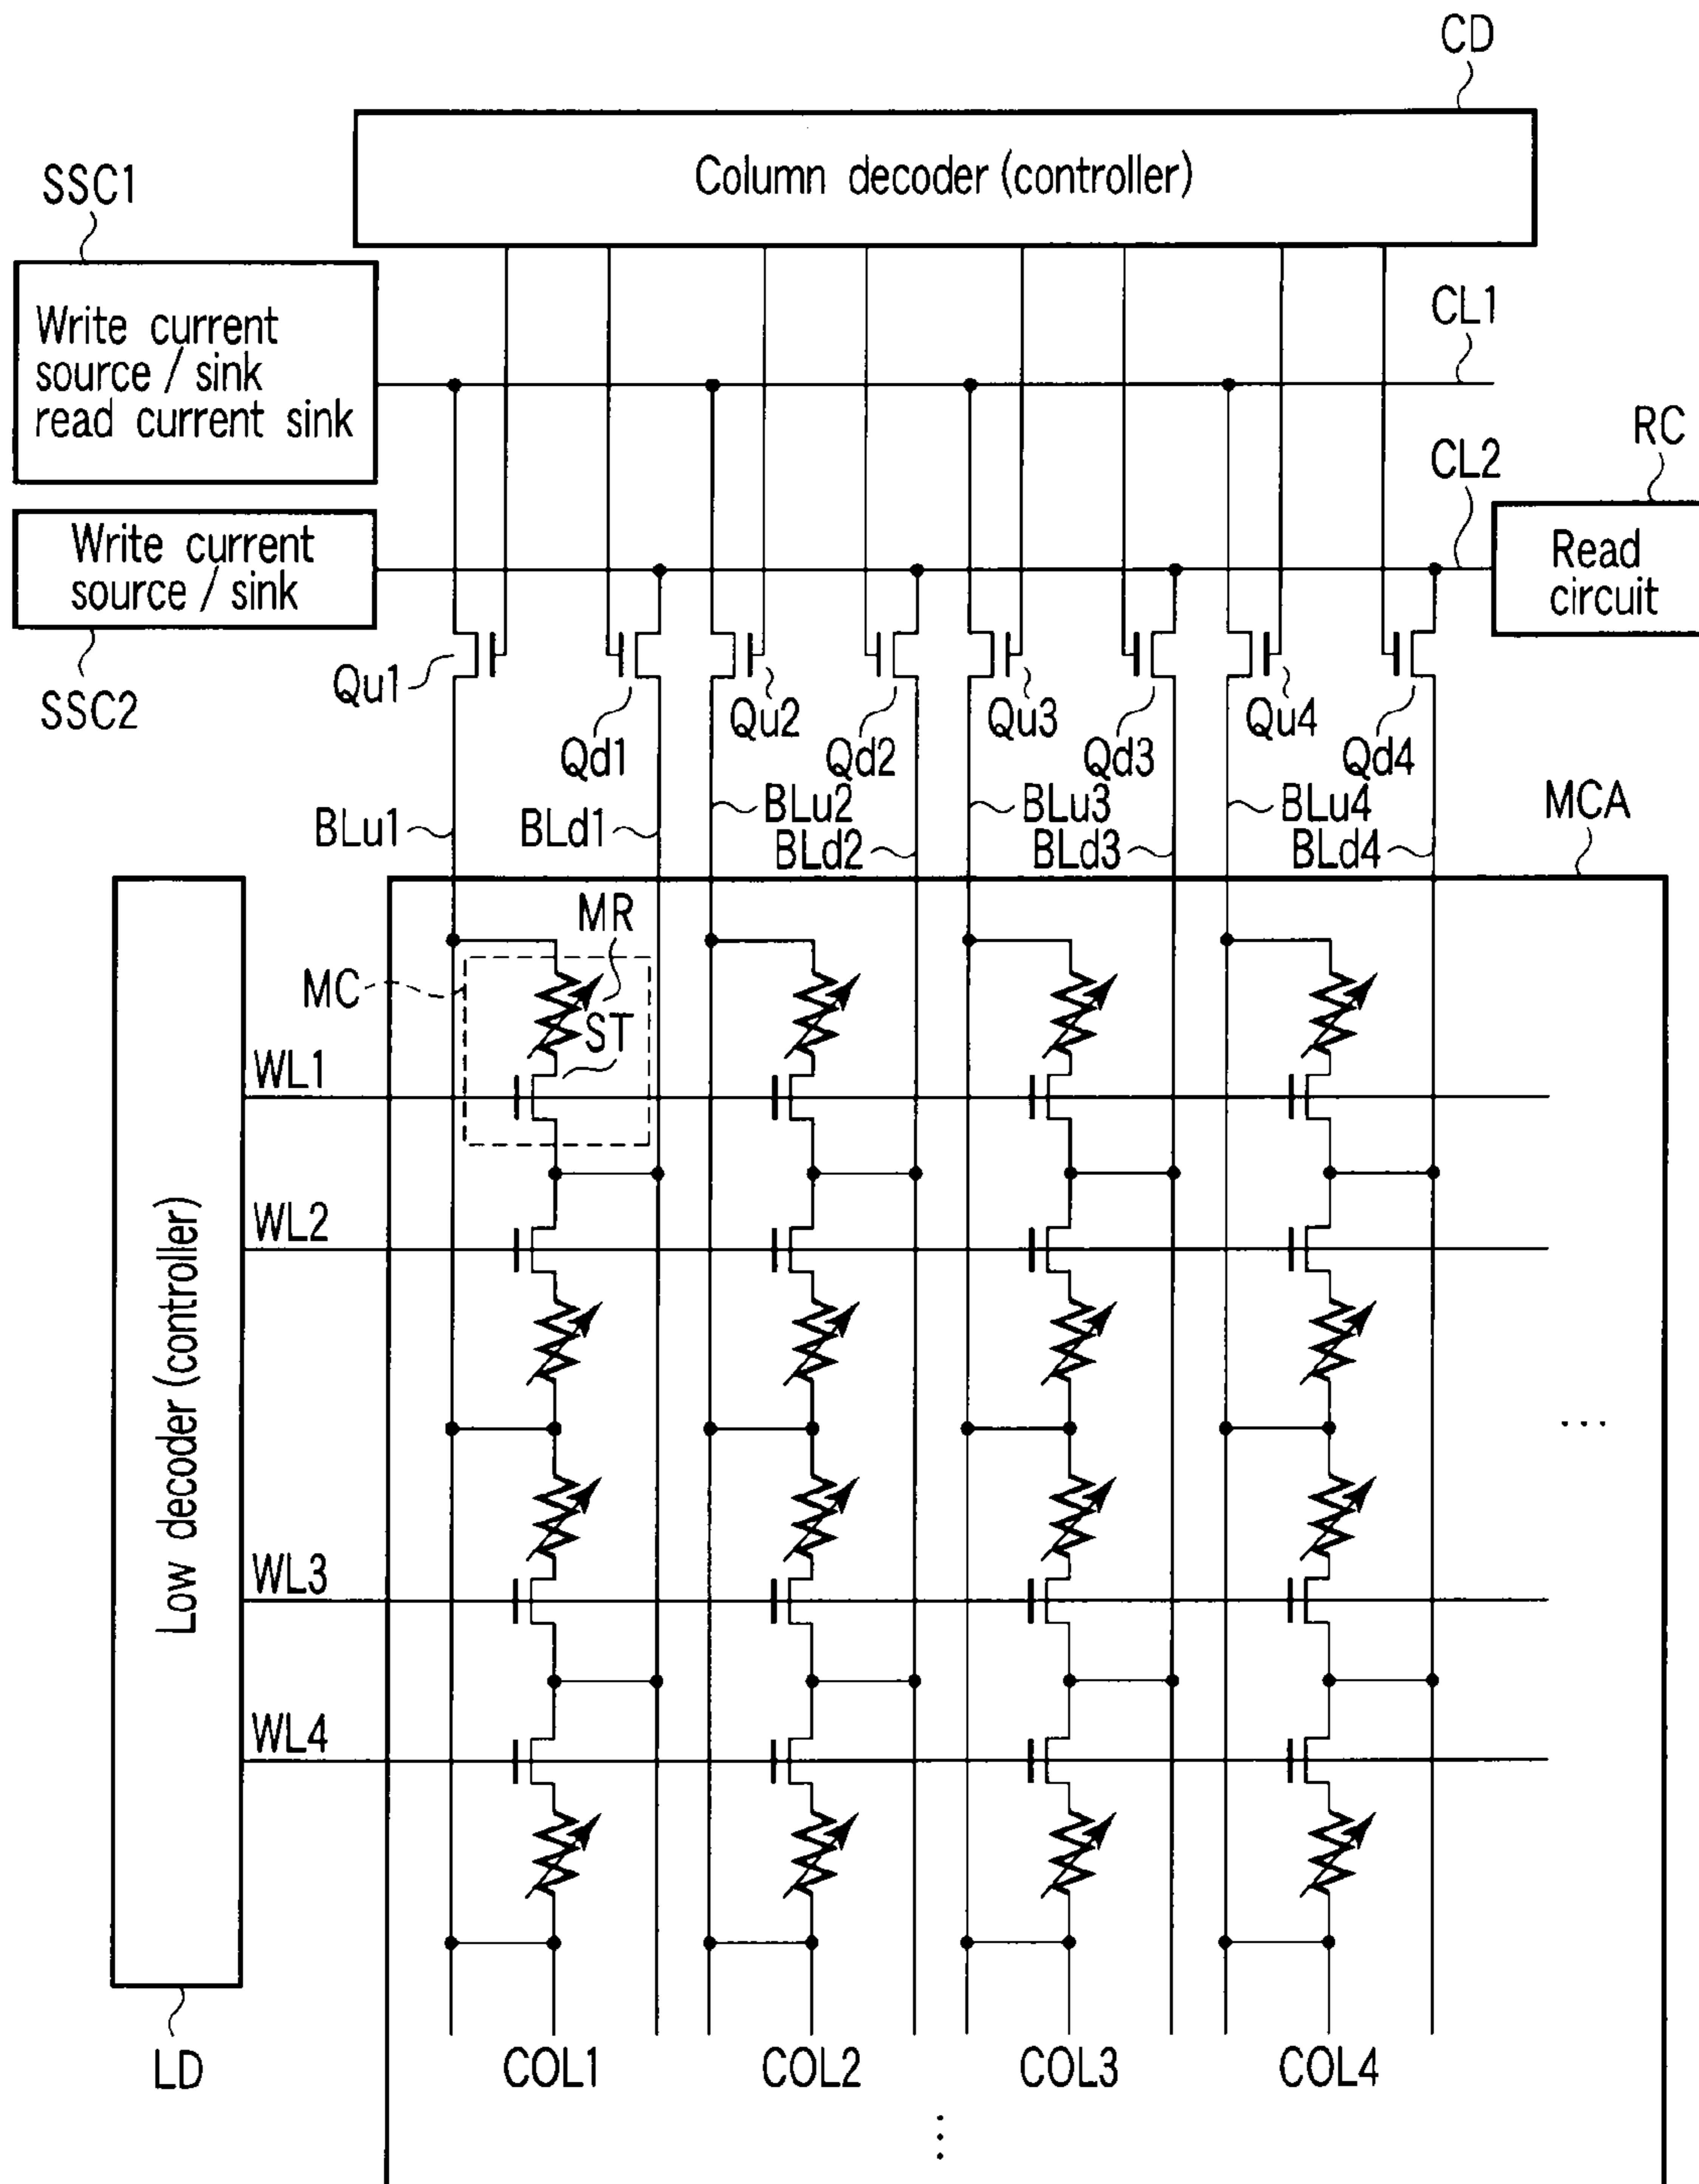 CD
Column decoder (controller)
SSC1
Write current
source / sink
read current sink
CL1
RC
CL2
Write current
source / sink
Read
circuit
SSC2
Qu1
Qd1
Qu2
Qd2
Qu3
Qd3
Qu4
Qd4
BLu1
BLd1
BLu2
BLd2
BLu3
BLd3
BLu4
BLd4
MCA
MR
MC
ST
WL1
WL2
Low decoder (controller)
...
WL3
WL4
LD
COL1
COL2
COL3
COL4
⋮